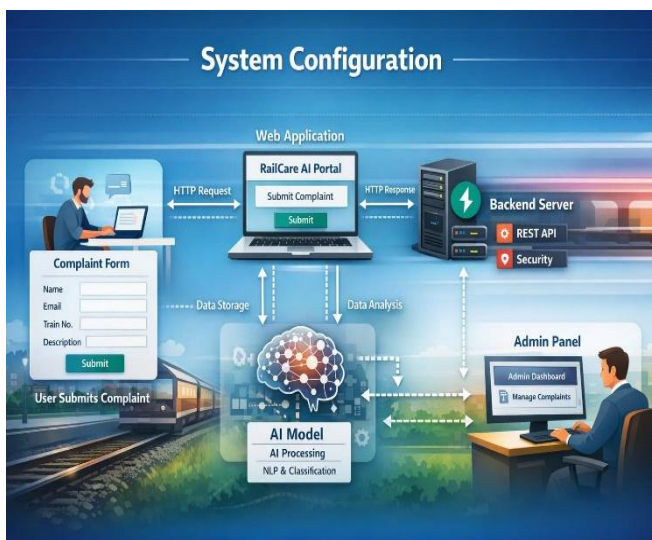 System Configuration
Web Application
RailCare AI Portal
Submit Complaint
Submit
HTTP Request
HTTP Response
Backend Server
REST API
Security
Complaint Form
Name
Email
Train No.
Description
Submit
User Submits Complaint
Data Storage
Data Analysis
AI Model
AI Processing
NLP & Classification
Admin Panel
Admin Dashboard
Manage Complaints